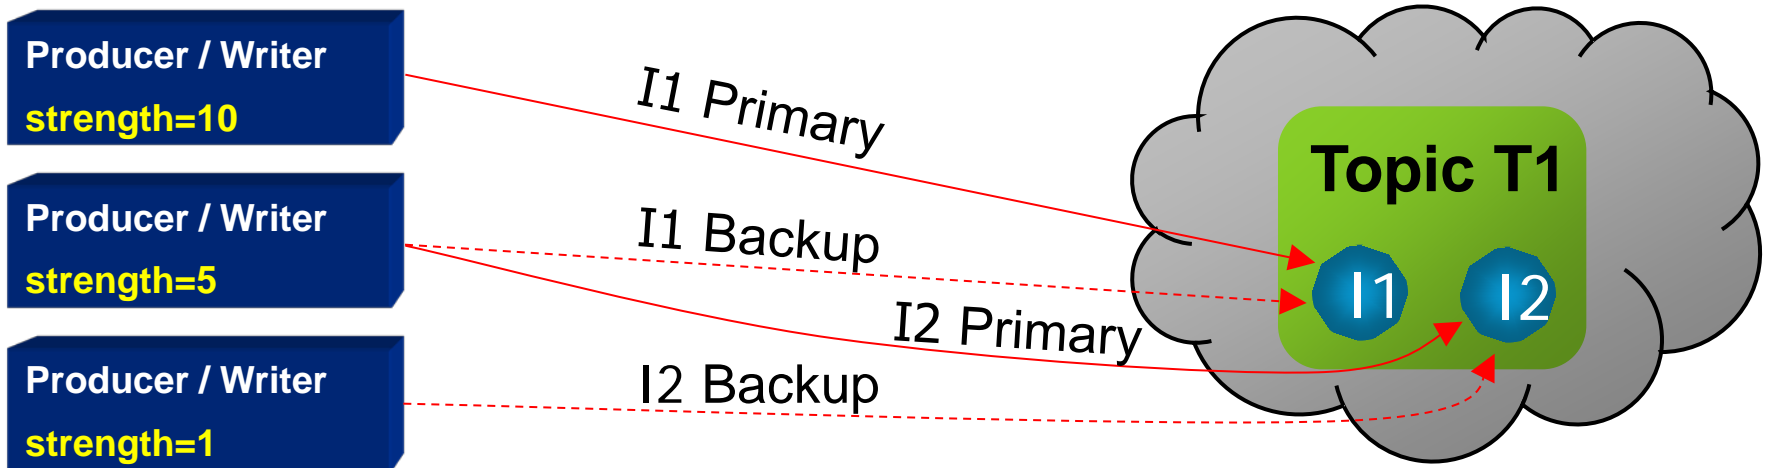 Producer / Writer
strength=10
I1 Primary
Producer / Writer
strength=5
I1 Backup
I2 Primary
Producer / Writer
strength=1
I2 Backup
Topic T1
I1
I2